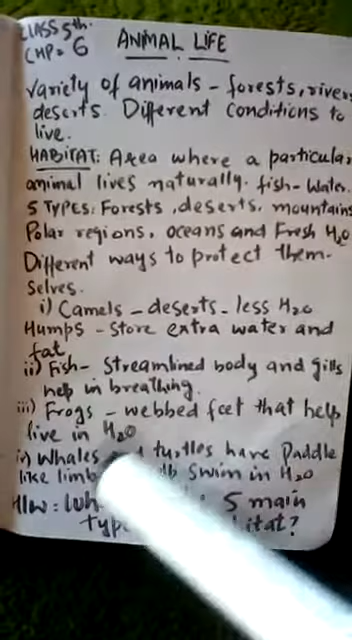 CLASS 5th.
CHP = 6
ANIMAL LIFE
Variety of animals - forests, rivers
deserts. Different conditions to
live.
HABITAT: Area where a particular
animal lives naturally. fish - Water.
5 TYPES: Forests, deserts, mountains
Polar regions, oceans and Fresh H2O
Different ways to protect them-
selves.
i) Camels - deserts - less H2O
Humps - Store extra water and
fat
ii) Fish - Streamlined body and gills
help in breathing.
iii) Frogs - webbed feet that help
live in H2O
iv) Whales turtles have Paddle
like limb Swim in H2O
H/W: 5 main